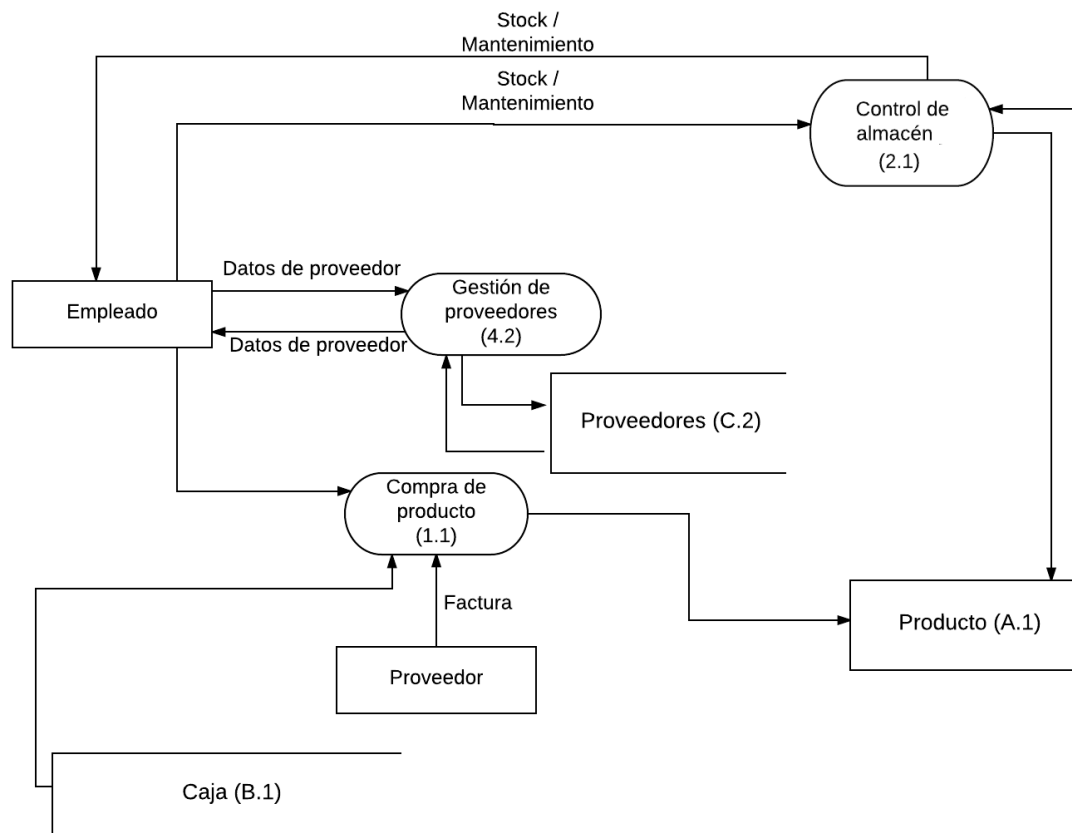 Stock /
Mantenimiento
Stock /
Mantenimiento
Control de
almacén
(2.1)
Datos de proveedor
Gestión de
proveedores
(4.2)
Empleado
Datos de proveedor
Proveedores (C.2)
Compra de
producto
(1.1)
Factura
Producto (A.1)
Proveedor
Caja (B.1)